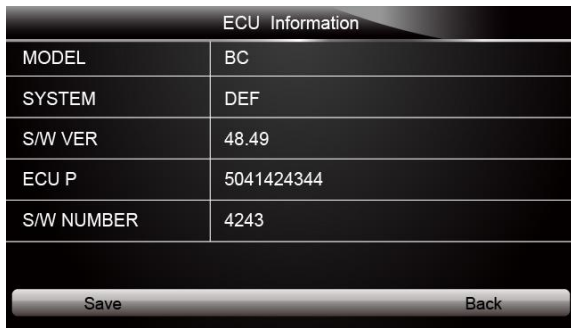 ECU Information
MODEL BC
SYSTEM DEF
S/W VER 48.49
ECU P 5041424344
S/W NUMBER 4243
Save Back